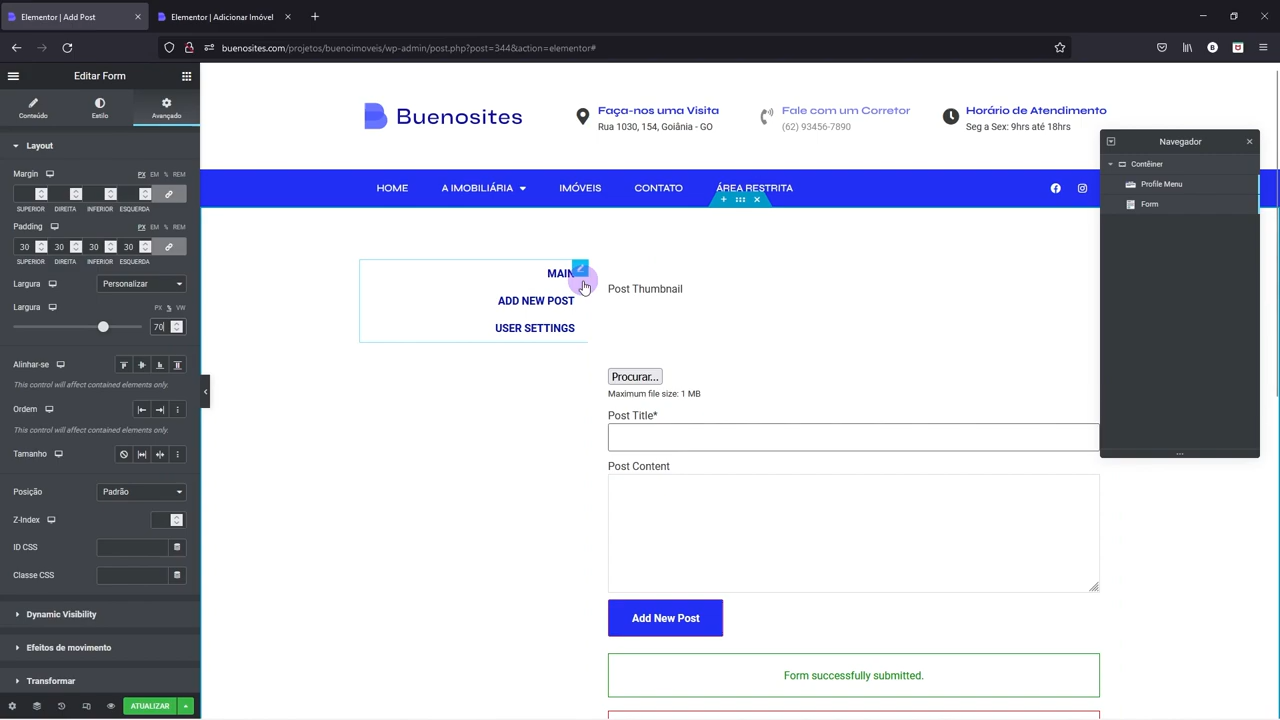 Elementor | Add Post
Elementor | Adicionar Imóvel
buenosites.com/projetos/buenoimoveis/wp-admin/post.php?post=344&action=elementor#
Editar Form
Conteúdo
Estilo
Avançado
Layout
Margin
PX EM % REM
SUPERIOR DIREITA INFERIOR ESQUERDA
Padding
PX EM % REM
30 30 30 30
SUPERIOR DIREITA INFERIOR ESQUERDA
Largura
Personalizar
Largura
PX % VW
70
Alinhar-se
This control will affect contained elements only.
Ordem
This control will affect contained elements only.
Tamanho
Posição
Padrão
Z-Index
ID CSS
Classe CSS
Dynamic Visibility
Efeitos de movimento
Transformar
ATUALIZAR
Buenosites
Faça-nos uma Visita
Rua 1030, 154, Goiânia - GO
Fale com um Corretor
(62) 93456-7890
Horário de Atendimento
Seg a Sex: 9hrs até 18hrs
HOME
A IMOBILIÁRIA
IMÓVEIS
CONTATO
ÁREA RESTRITA
MAIN
ADD NEW POST
USER SETTINGS
Post Thumbnail
Procurar...
Maximum file size: 1 MB
Post Title*
Post Content
Add New Post
Form successfully submitted.
Navegador
Contêiner
Profile Menu
Form